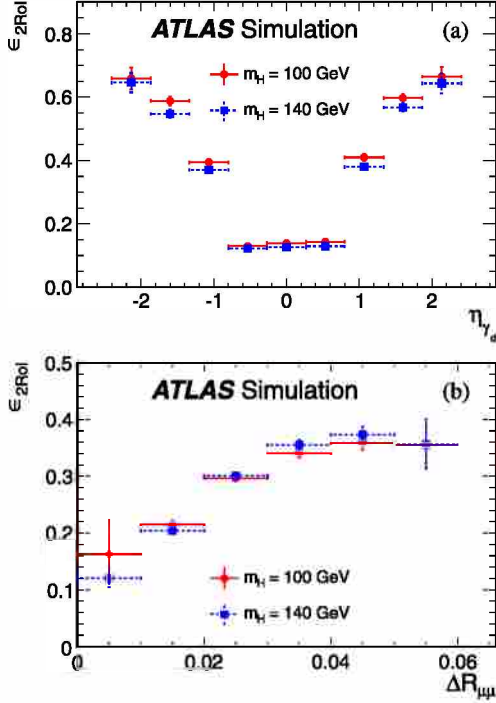 ϵ2RoI
0.8
ATLAS Simulation
(a)
mH = 100 GeV
mH = 140 GeV
0.6
0.4
0.2
0.0
-2 -1 0 1 2
ηγd
ϵ2RoI
0.5
ATLAS Simulation
(b)
0.4
0.3
0.2
mH = 100 GeV
mH = 140 GeV
0.1
0
0 0.02 0.04 0.06
ΔRμμ